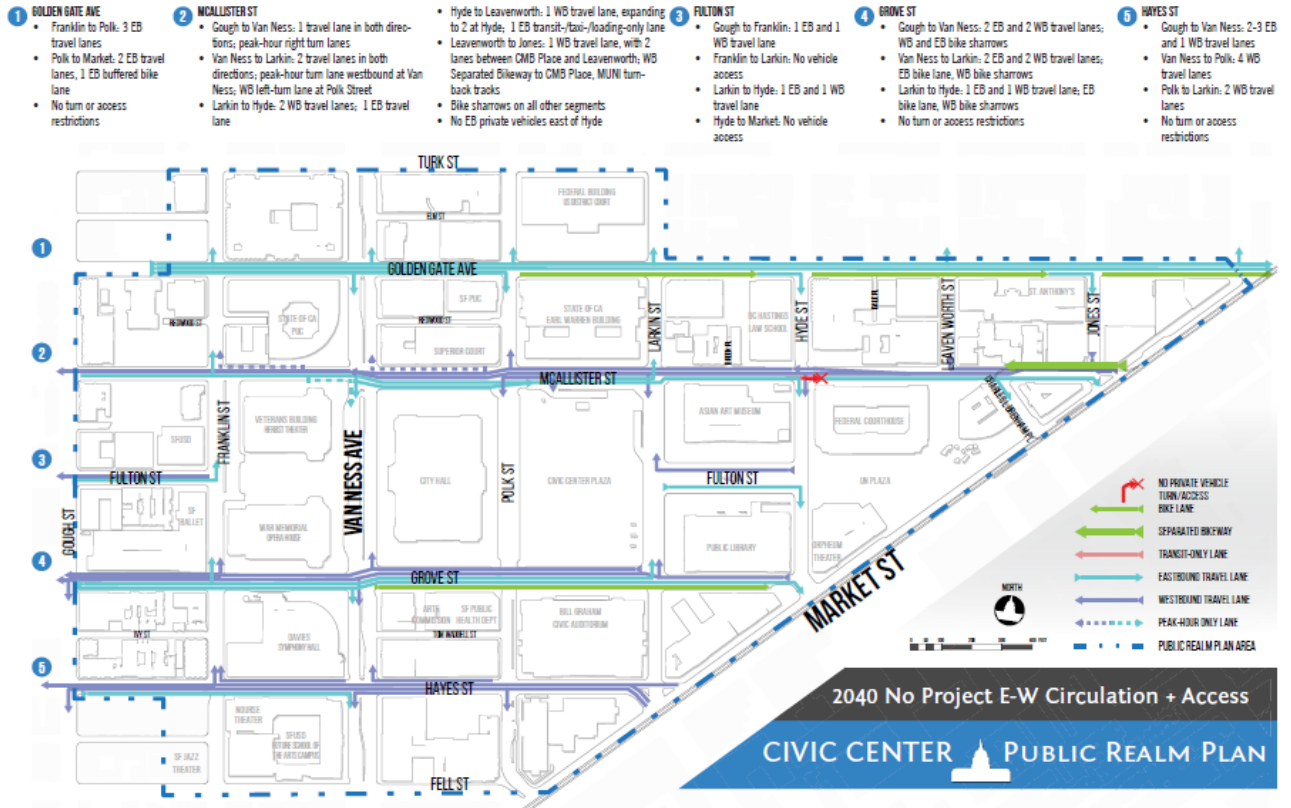 1 GOLDEN GATE AVE
• Franklin to Polk: 3 EB
travel lanes
• Polk to Market: 2 EB travel
lanes, 1 EB buffered bike
lane
• No turn or access
restrictions
2 MCALLISTER ST
• Gough to Van Ness: 1 travel lane in both direc-
tions; peak-hour right turn lanes
• Van Ness to Larkin: 2 travel lanes in both
directions; peak-hour turn lane westbound at Van
Ness; WB left-turn lane at Polk Street
• Larkin to Hyde: 2 WB travel lanes; 1 EB travel
lane
• Hyde to Leavenworth: 1 WB travel lane, expanding
to 2 at Hyde; 1 EB transit-/taxi-/loading-only lane
• Leavenworth to Jones: 1 WB travel lane, with 2
lanes between CMB Place and Leavenworth; WB
Separated Bikeway to CMB Place, MUNI turn-
back tracks
• Bike sharrows on all other segments
• No EB private vehicles east of Hyde
3 FULTON ST
• Gough to Franklin: 1 EB and 1
WB travel lane
• Franklin to Larkin: No vehicle
access
• Larkin to Hyde: 1 EB and 1 WB
travel lane
• Hyde to Market: No vehicle
access
4 GROVE ST
• Gough to Van Ness: 2 EB and 2 WB travel lanes;
WB and EB bike sharrows
• Van Ness to Larkin: 2 EB and 2 WB travel lanes;
EB bike lane, WB bike sharrows
• Larkin to Hyde: 1 EB and 1 WB travel lane; EB
bike lane, WB bike sharrows
• No turn or access restrictions
5 HAYES ST
• Gough to Van Ness: 2-3 EB
and 1 WB travel lanes
• Van Ness to Polk: 4 WB
travel lanes
• Polk to Larkin: 2 WB travel
lanes
• No turn or access
restrictions
TURK ST
FEDERAL BUILDING
US DISTRICT COURT
ELM ST
1
GOLDEN GATE AVE
SF PUC
STATE OF CA
EARL WARREN BUILDING
STATE OF CA
PUC
REDWOOD ST
REDWOOD ST
SUPERIOR COURT
LARKIN ST
UC HASTINGS
LAW SCHOOL
HYDE ST
LEAVEN WORTH ST
ST. ANTHONY'S
JONES ST
2
MCALLISTER ST
FRANKLIN ST
VETERANS BUILDING
HERBST THEATER
VAN NESS AVE
ASIAN ART MUSEUM
FEDERAL COURTHOUSE
SFUSD
3
FULTON ST
CITY HALL
POLK ST
CIVIC CENTER PLAZA
FULTON ST
UN PLAZA
GOUGH ST
SF
BALLET
WAR MEMORIAL
OPERA HOUSE
PUBLIC LIBRARY
ORPHEUM
THEATER
4
GROVE ST
MARKET ST
ARTS
COMMISSION
SF PUBLIC
HEALTH DEPT
BILL GRAHAM
CIVIC AUDITORIUM
IVY ST
DAVIES
SYMPHONY HALL
TOM WADDELL ST
5
HAYES ST
NOURSE
THEATER
SFUSD
FUTURE SCHOOL OF
THE ARTS CAMPUS
SF JAZZ
THEATER
FELL ST
NO PRIVATE VEHICLE
TURN/ACCESS
BIKE LANE
SEPARATED BIKEWAY
TRANSIT-ONLY LANE
EASTBOUND TRAVEL LANE
WESTBOUND TRAVEL LANE
PEAK-HOUR ONLY LANE
PUBLIC REALM PLAN AREA
NORTH
FEET
2040 No Project E-W Circulation + Access
CIVIC CENTER PUBLIC REALM PLAN